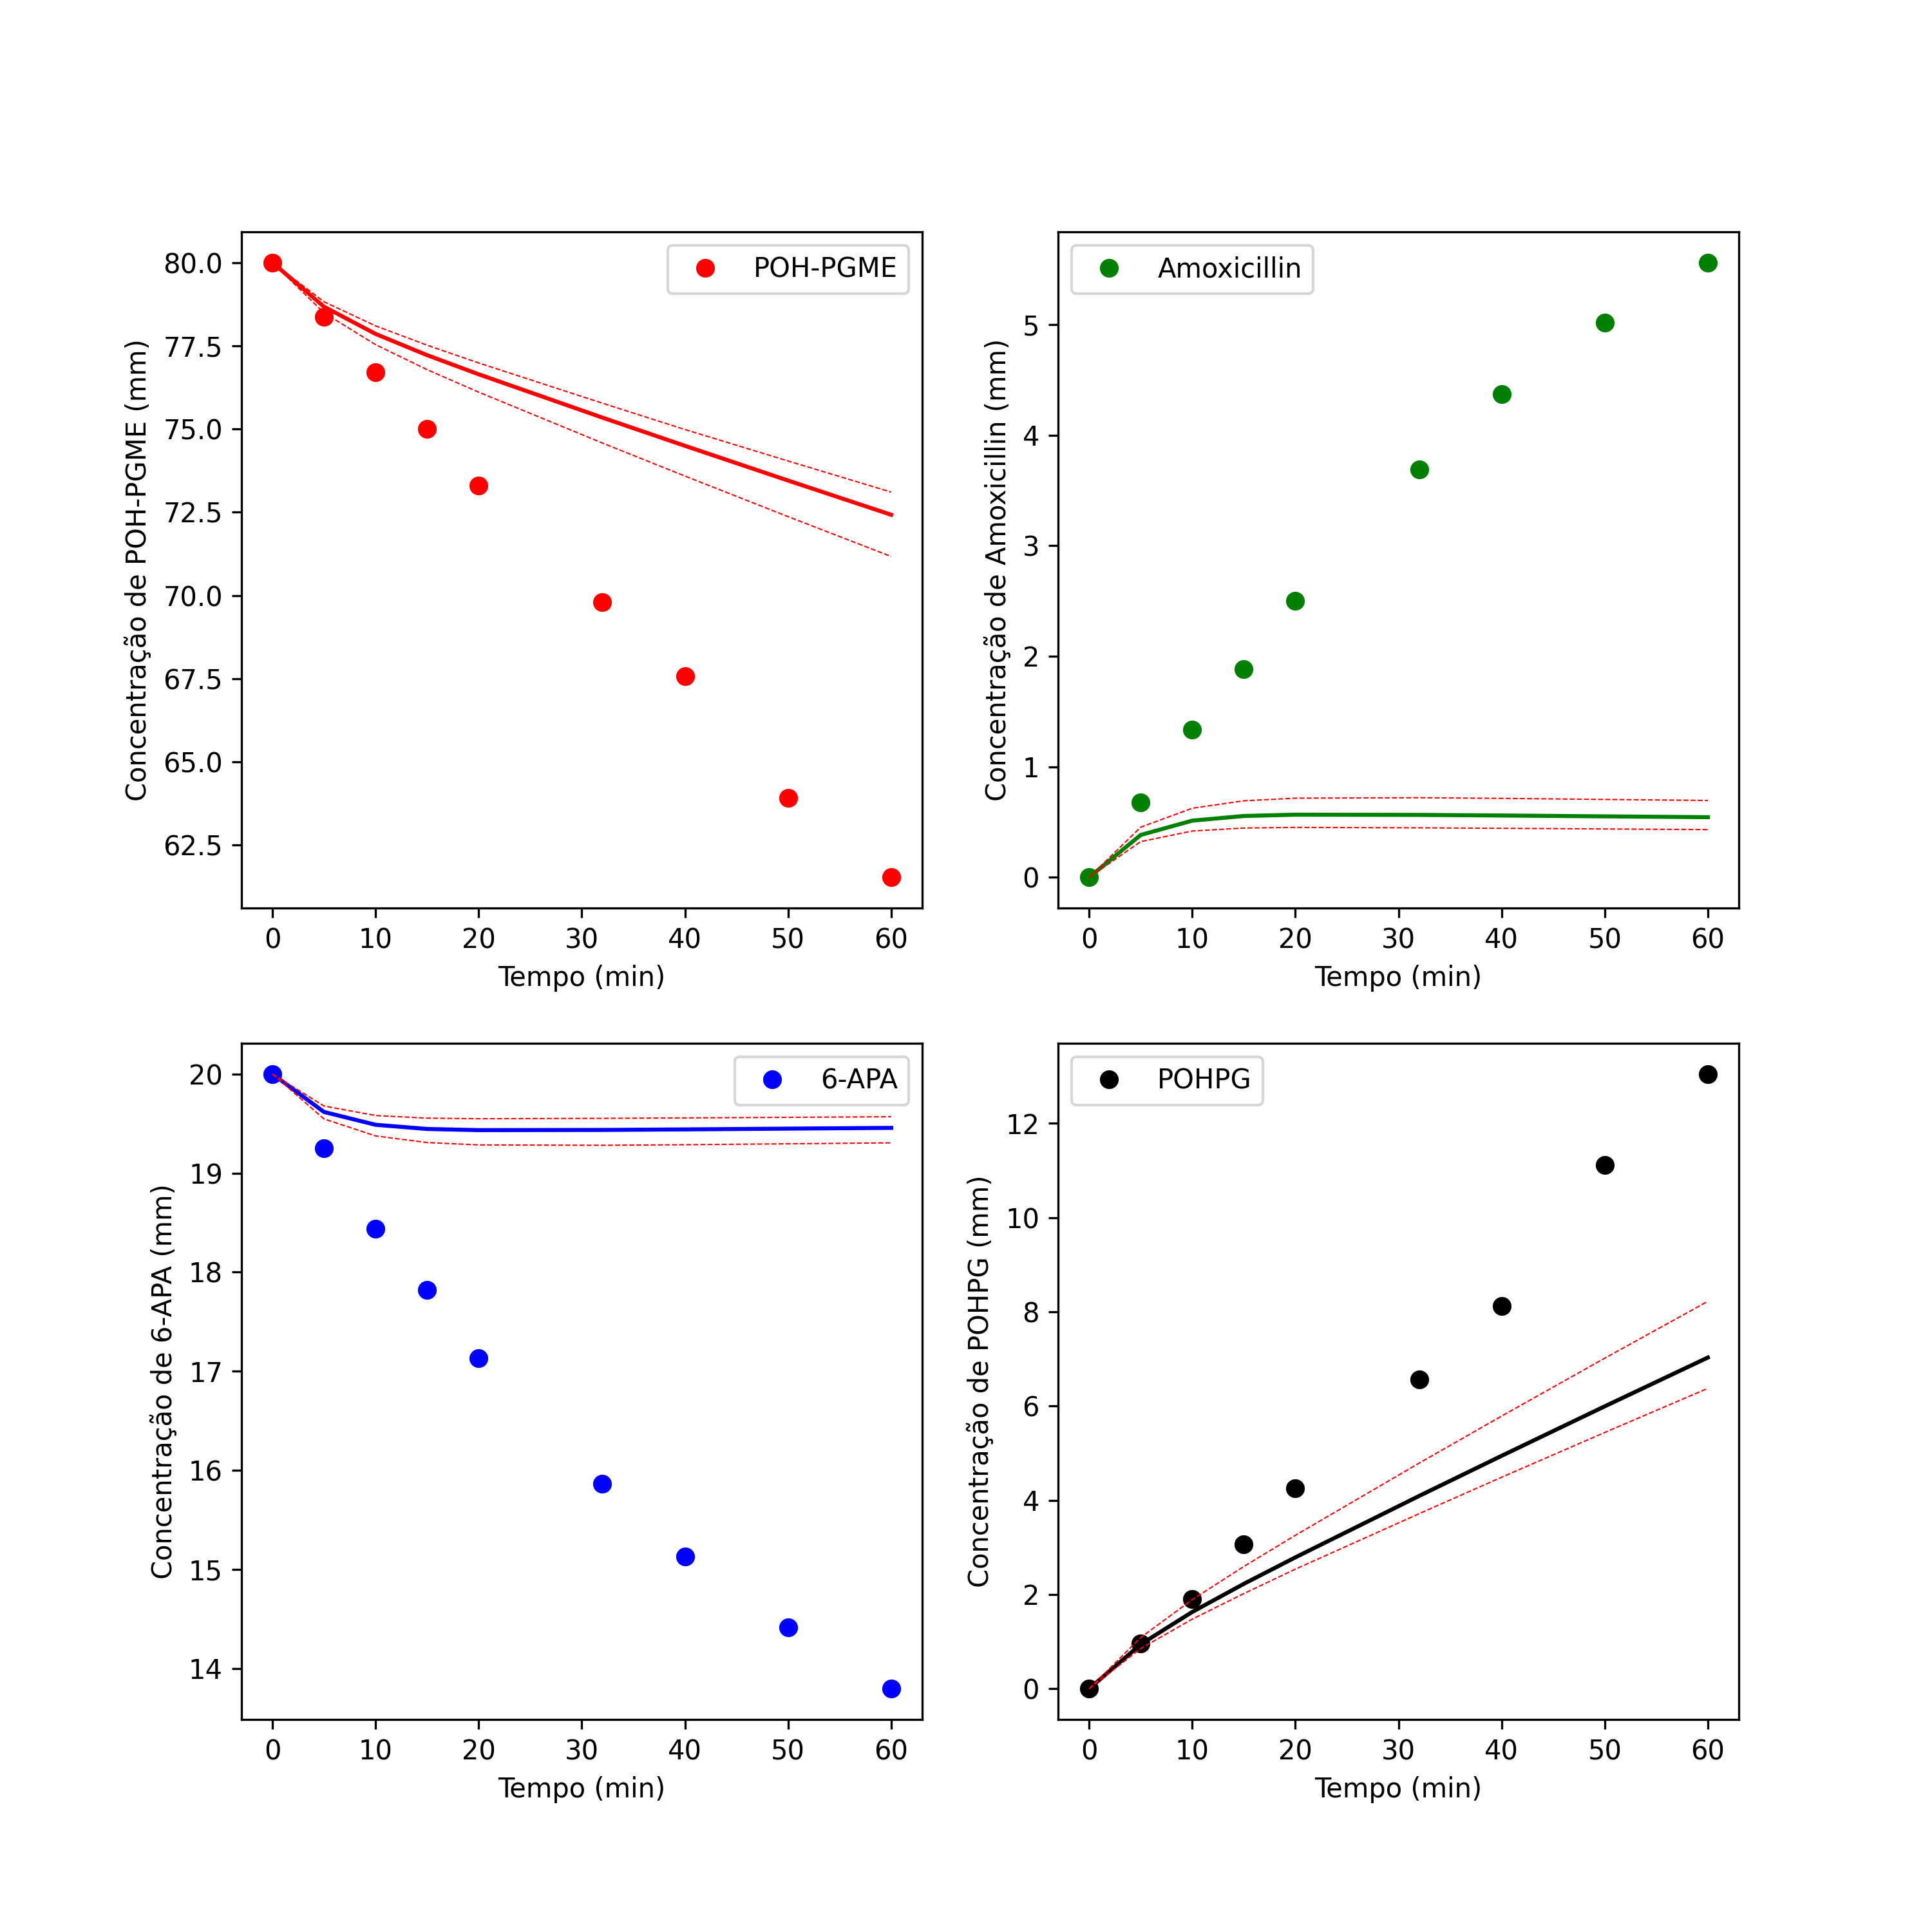 POH-PGME
80.0
77.5
75.0
72.5
70.0
67.5
65.0
62.5
Concentração de POH-PGME (mm)
0 10 20 30 40 50 60
Tempo (min)
Amoxicillin
5
4
3
2
1
0
Concentração de Amoxicillin (mm)
0 10 20 30 40 50 60
Tempo (min)
6-APA
20
19
18
17
16
15
14
Concentração de 6-APA (mm)
0 10 20 30 40 50 60
Tempo (min)
POHPG
12
10
8
6
4
2
0
Concentração de POHPG (mm)
0 10 20 30 40 50 60
Tempo (min)